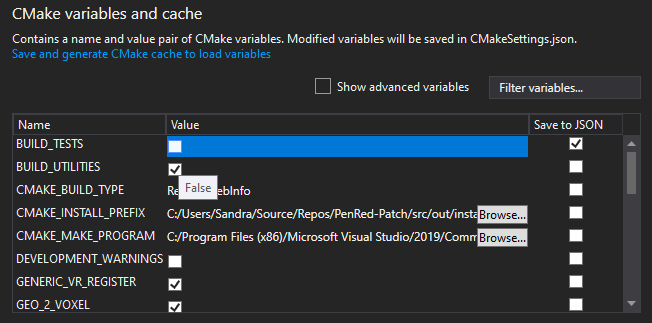 CMake variables and cache
Contains a name and value pair of CMake variables. Modified variables will be saved in CMakeSettings.json.
Save and generate CMake cache to load variables
Show advanced variables Filter variables...
Name Value Save to JSON
BUILD_TESTS
BUILD_UTILITIES
False
CMAKE_BUILD_TYPE ebInfo
CMAKE_INSTALL_PREFIX C:/Users/Sandra/Source/Repos/PenRed-Patch/src/out/insta Browse...
CMAKE_MAKE_PROGRAM C:/Program Files (x86)/Microsoft Visual Studio/2019/Comm Browse...
DEVELOPMENT_WARNINGS
GENERIC_VR_REGISTER
GEO_2_VOXEL